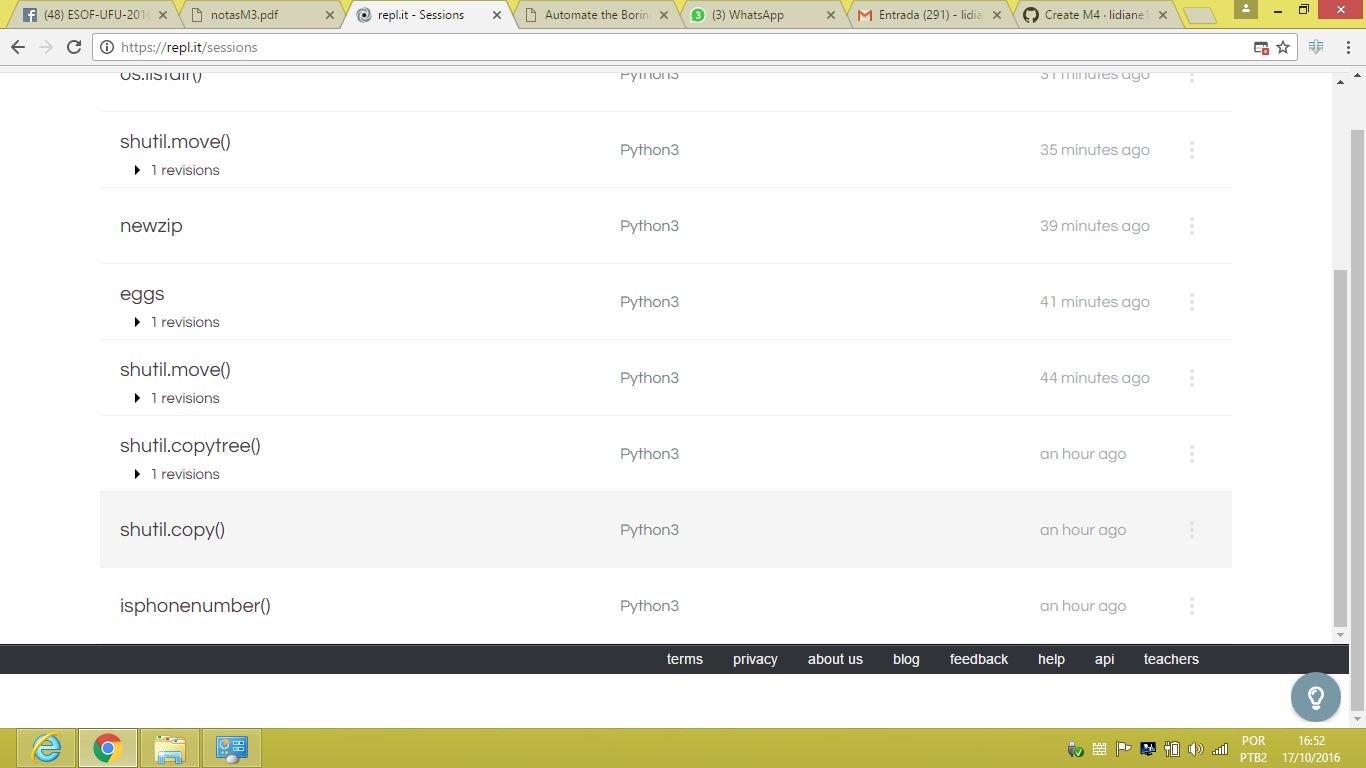 (48) ESOF-UFU-201
notasM3.pdf
repl.it - Sessions
Automate the Borin
3 (3) WhatsApp
Entrada (291) - lidia
Create M4 · lidiane
https://repl.it/sessions
os.listdir() Python3 31 minutes ago
shutil.move()
1 revisions
Python3 35 minutes ago
newzip Python3 39 minutes ago
eggs
1 revisions
Python3 41 minutes ago
shutil.move()
1 revisions
Python3 44 minutes ago
shutil.copytree()
1 revisions
Python3 an hour ago
shutil.copy() Python3 an hour ago
isphonenumber() Python3 an hour ago
terms privacy about us blog feedback help api teachers
POR 16:52
PTB2 17/10/2016